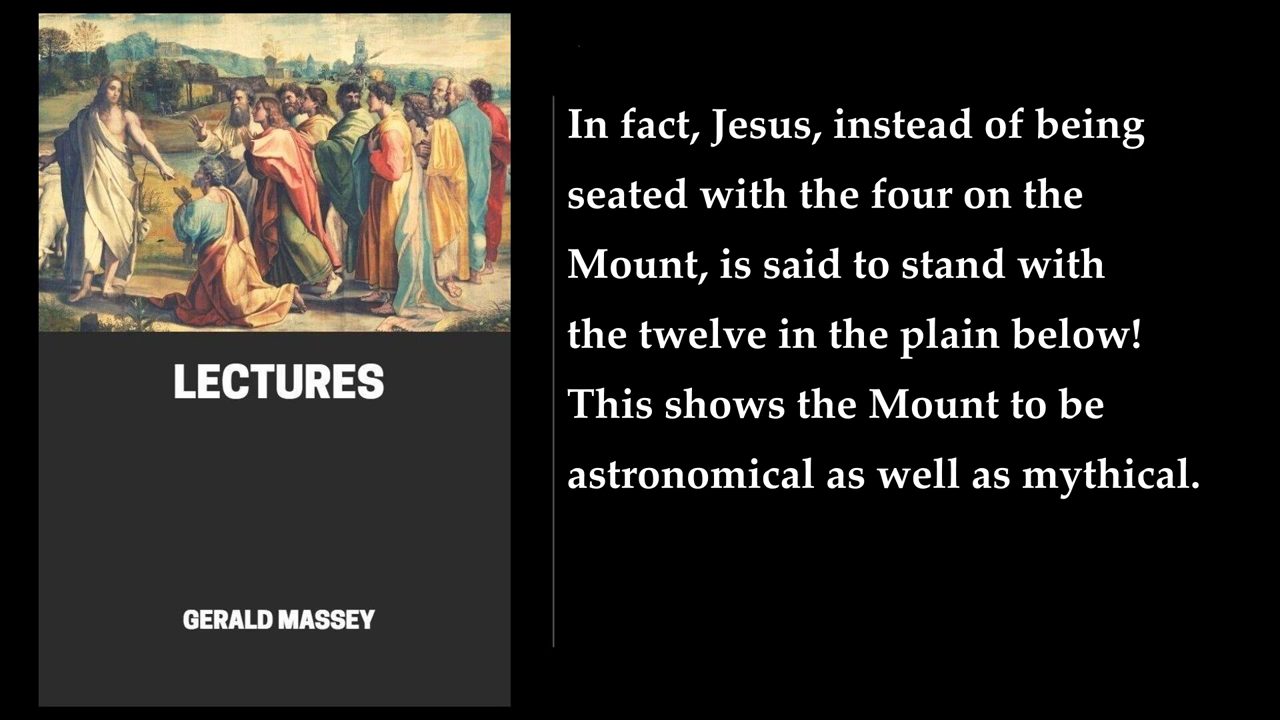 LECTURES
GERALD MASSEY
In fact, Jesus, instead of being
seated with the four on the
Mount, is said to stand with
the twelve in the plain below!
This shows the Mount to be
astronomical as well as mythical.